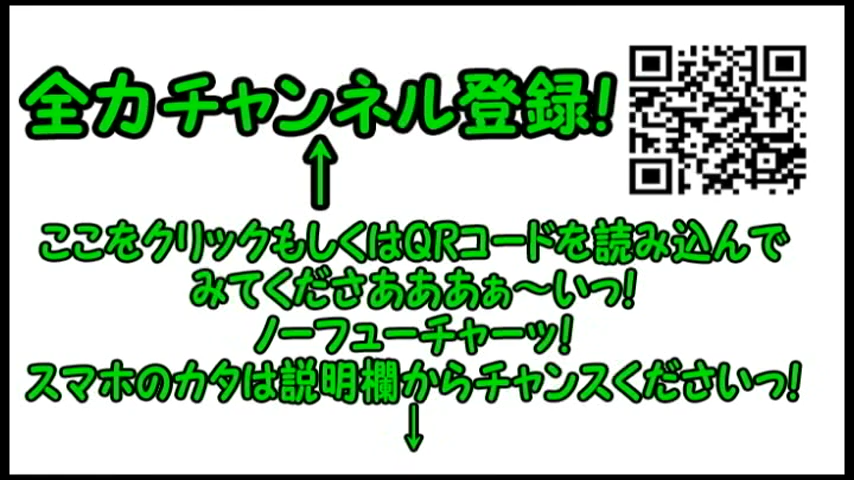 全力チャンネル登録!
↑
ここをクリックもしくはQRコードを読み込んで
みてくださあああぁ〜いっ!
ノーフューチャーッ!
スマホのカタは説明欄からチャンスくださいっ!
↓